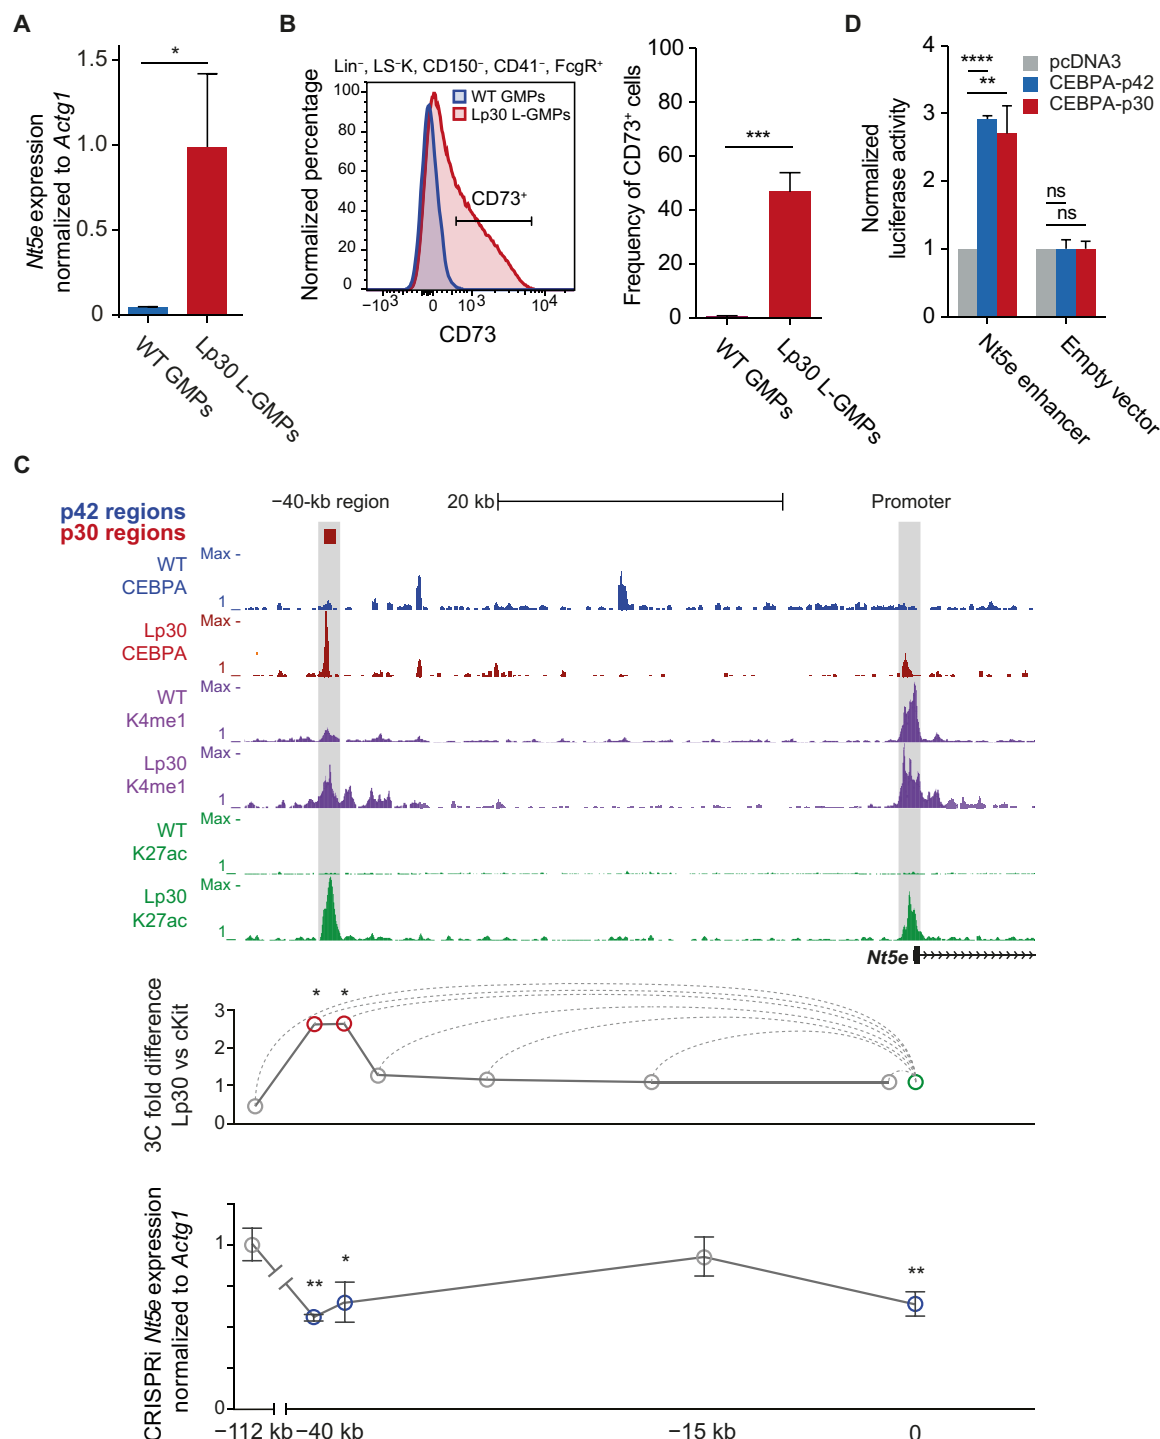 A
Nt5e expression
normalized to Actg1
1.5
1.0
0.5
0
*
WT GMPs
Lp30 L-GMPs
B
Lin⁻, LS⁻K, CD150⁻, CD41⁻, FcgR⁺
Normalized percentage
100
80
60
40
20
0
WT GMPs
Lp30 L-GMPs
CD73⁺
−10³
0
10³
10⁴
CD73
Frequency of CD73⁺ cells
100
80
60
40
20
0
***
WT GMPs
Lp30 L-GMPs
D
Normalized
luciferase activity
4
3
2
1
0
****
**
ns
ns
pcDNA3
CEBPA-p42
CEBPA-p30
Nt5e enhancer
Empty vector
C
−40-kb region
20 kb
Promoter
p42 regions
p30 regions
WT
CEBPA
Max -
1
Lp30
CEBPA
Max -
1
WT
K4me1
Max -
1
Lp30
K4me1
Max -
1
WT
K27ac
Max -
1
Lp30
K27ac
Max -
1
Nt5e
3C fold difference
Lp30 vs cKit
3
2
1
0
* *
CRISPRi Nt5e expression
normalized to Actg1
1
0
**
*
**
−112 kb
−40 kb
−15 kb
0